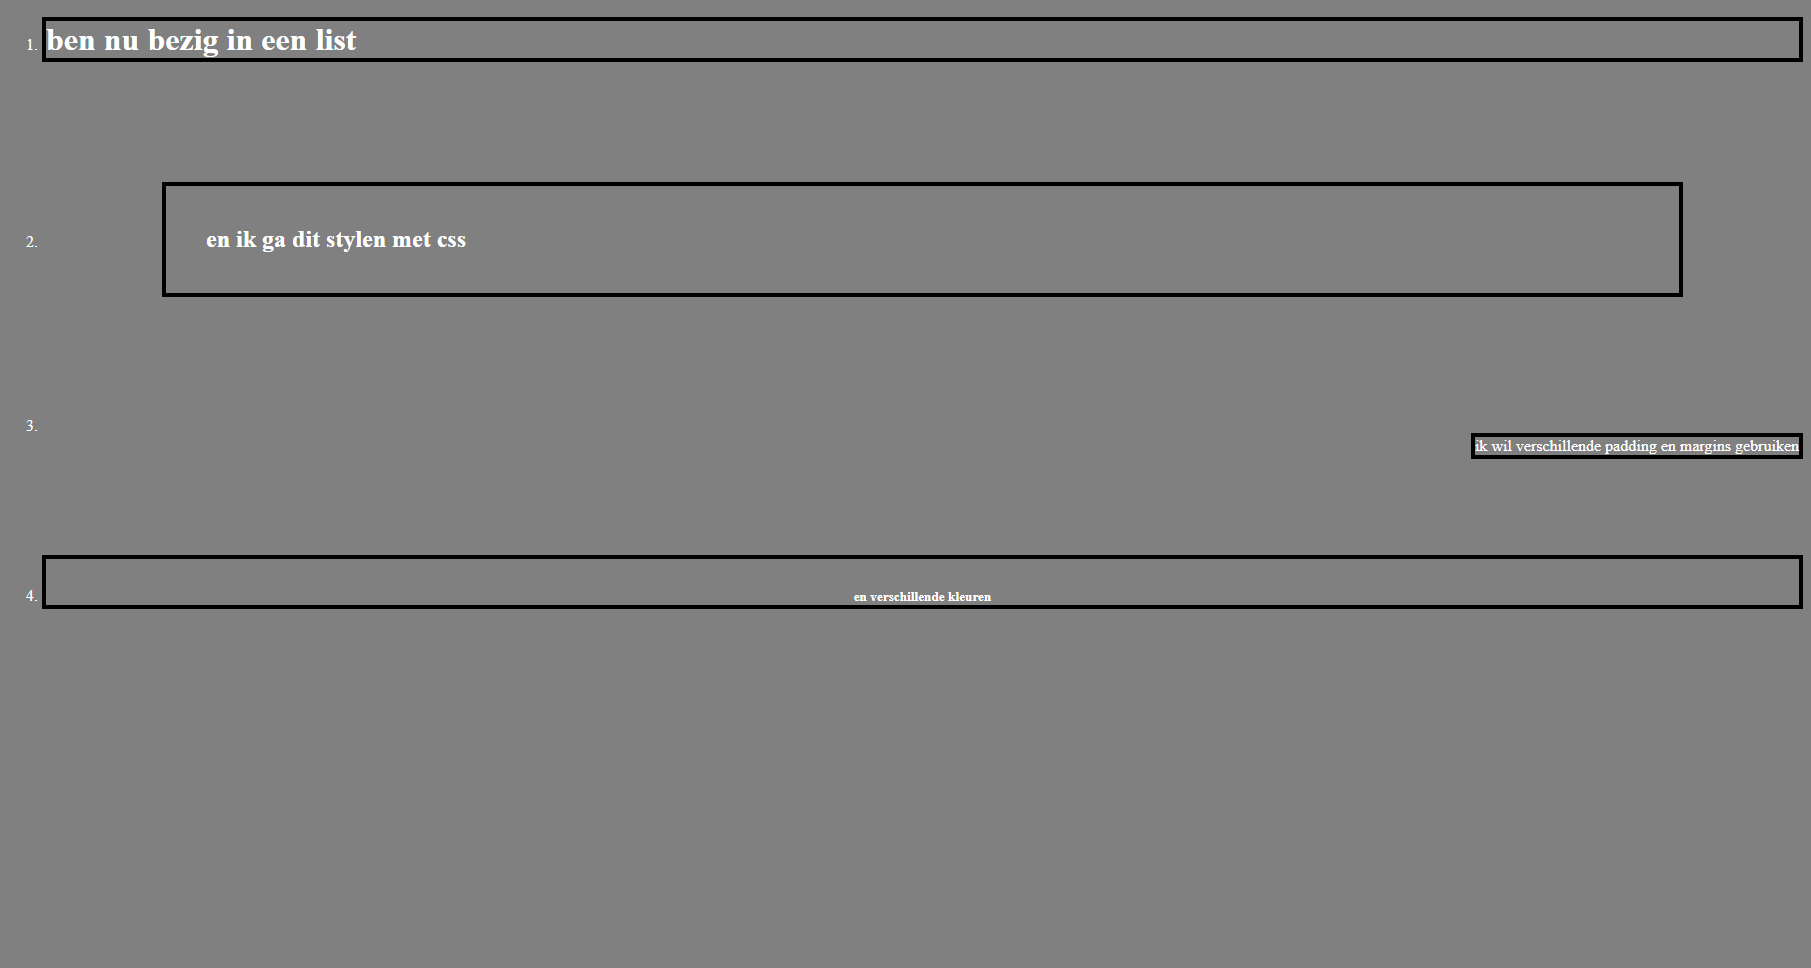 1. ben nu bezig in een list
2. en ik ga dit stylen met css
3. ik wil verschillende padding en margins gebruiken
4. en verschillende kleuren